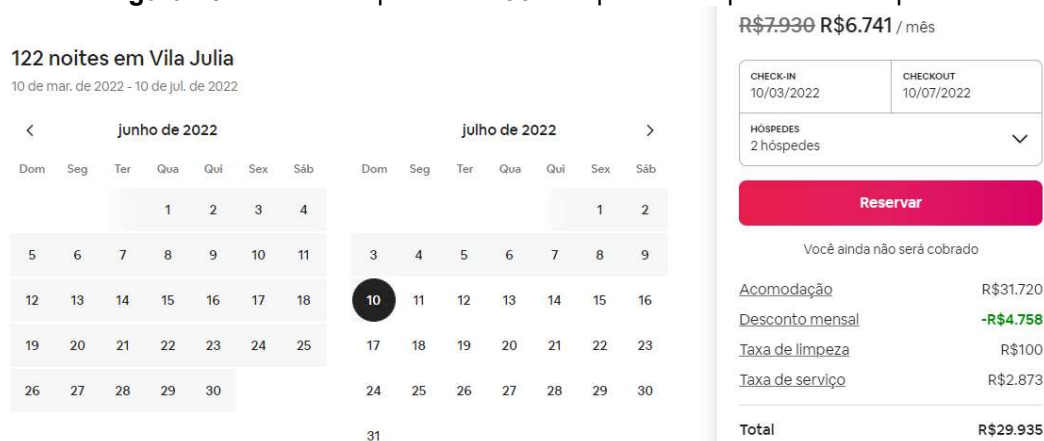 122 noites em Vila Julia
10 de mar. de 2022 - 10 de jul. de 2022
junho de 2022
Dom Seg Ter Qua Qui Sex Sáb
1 2 3 4
5 6 7 8 9 10 11
12 13 14 15 16 17 18
19 20 21 22 23 24 25
26 27 28 29 30
julho de 2022
Dom Seg Ter Qua Qui Sex Sáb
1 2
3 4 5 6 7 8 9
10 11 12 13 14 15 16
17 18 19 20 21 22 23
24 25 26 27 28 29 30
31
R$7.930 R$6.741 / mês
CHECK-IN CHECKOUT
10/03/2022 10/07/2022
HÓSPEDES
2 hóspedes
Reservar
Você ainda não será cobrado
Acomodação R$31.720
Desconto mensal -R$4.758
Taxa de limpeza R$100
Taxa de serviço R$2.873
Total R$29.935